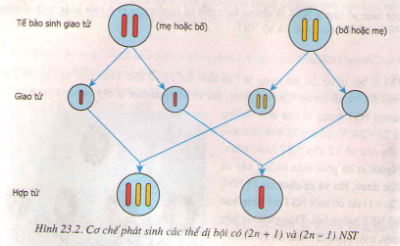 Tế bào sinh giao tử
(mẹ hoặc bố)
(bố hoặc mẹ)
Giao tử
Hợp tử
Hình 23.2. Cơ chế phát sinh các thể dị bội có (2n + 1) và (2n – 1) NST